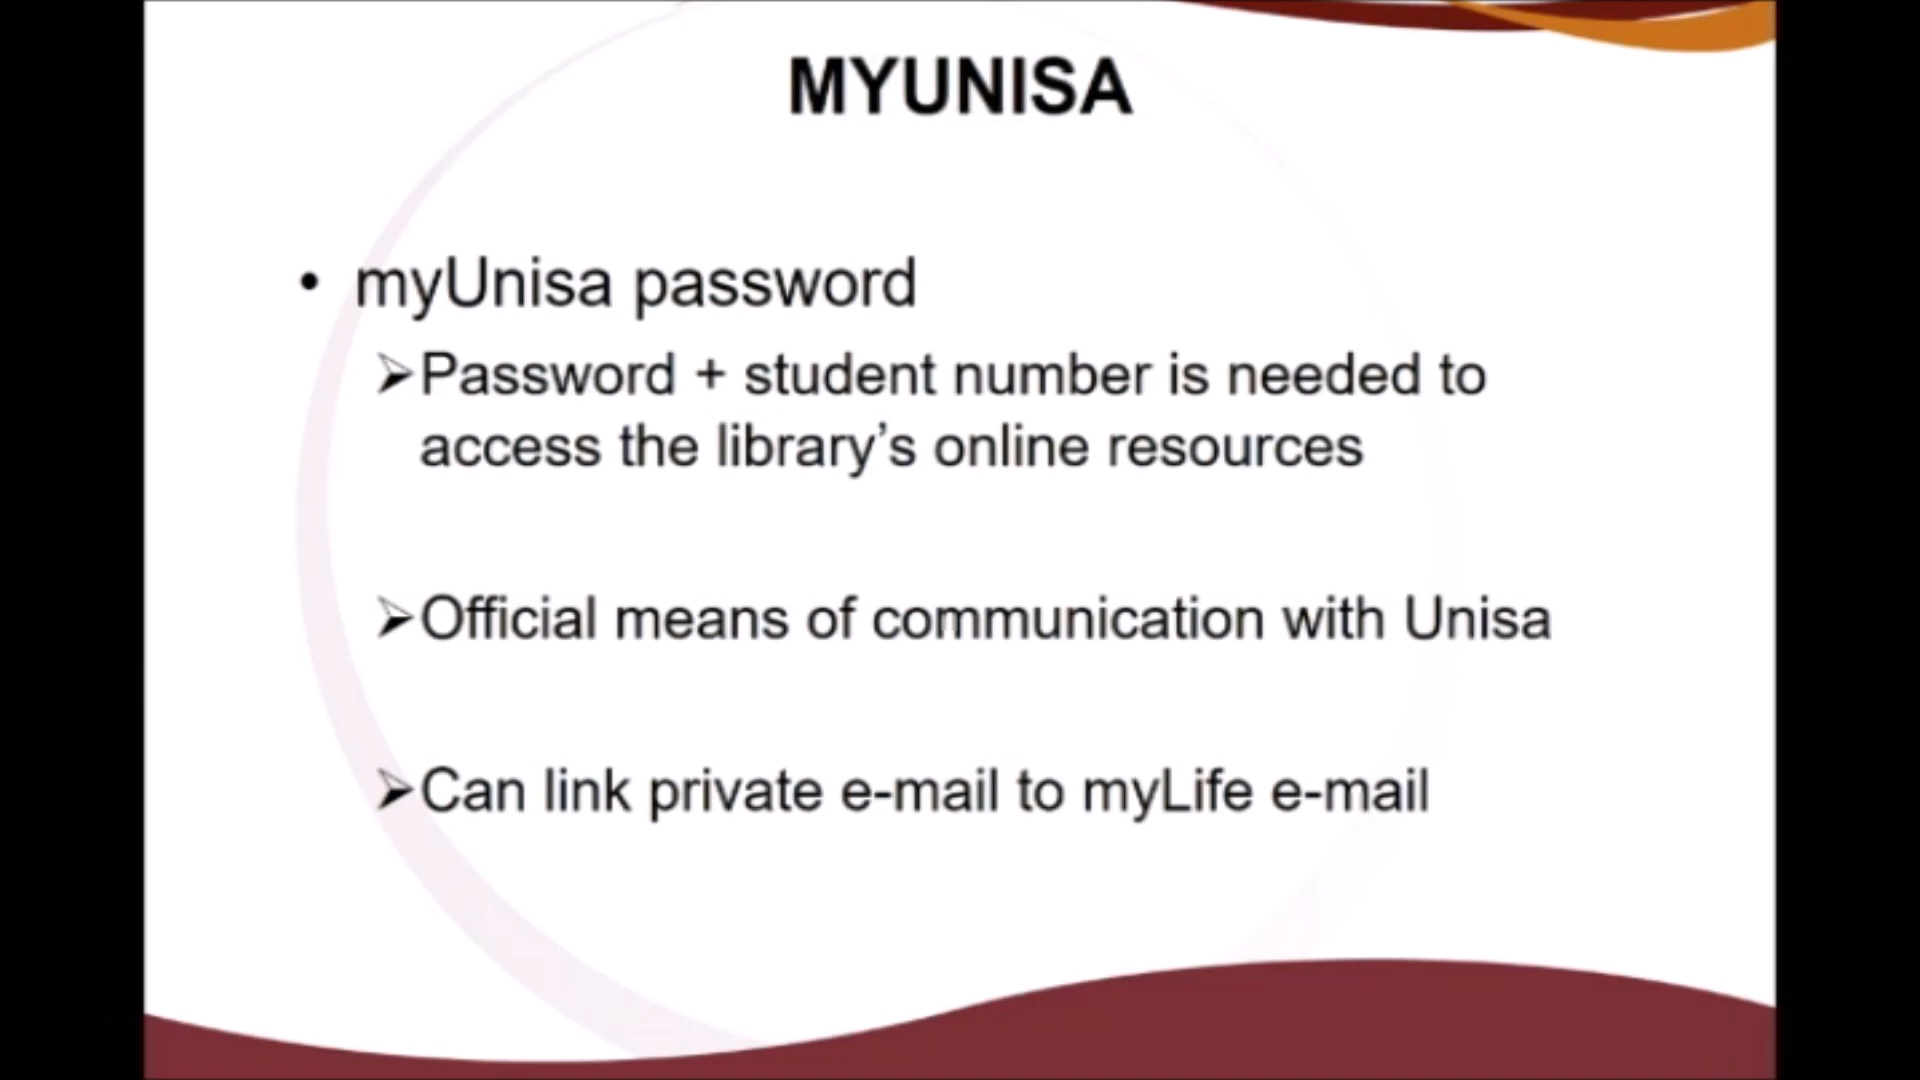 MYUNISA
• myUnisa password
➢Password + student number is needed to
access the library’s online resources
➢Official means of communication with Unisa
➢Can link private e-mail to myLife e-mail